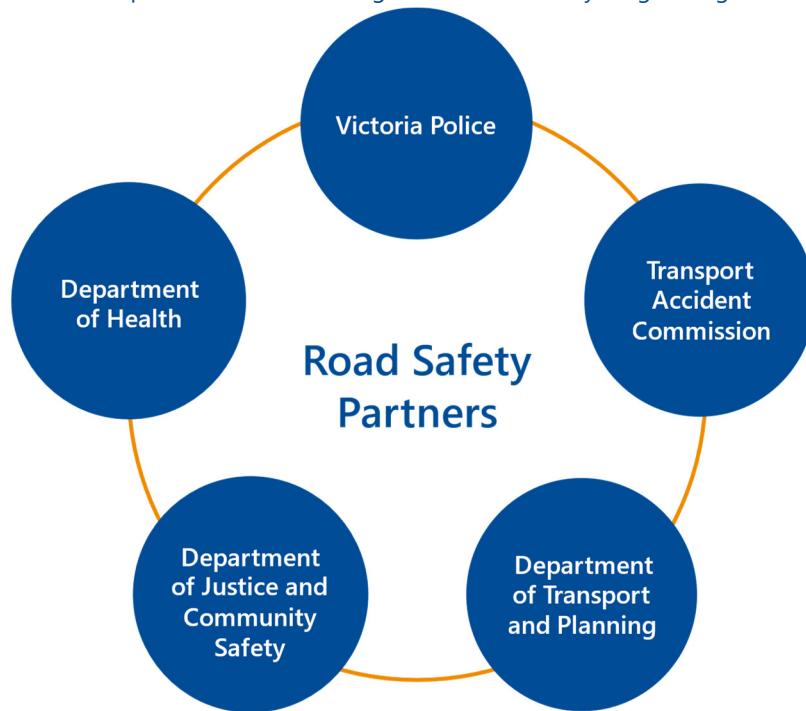 Victoria Police
Transport
Accident
Commission
Department
of Health
Road Safety
Partners
Department
of Justice and
Community
Safety
Department
of Transport
and Planning